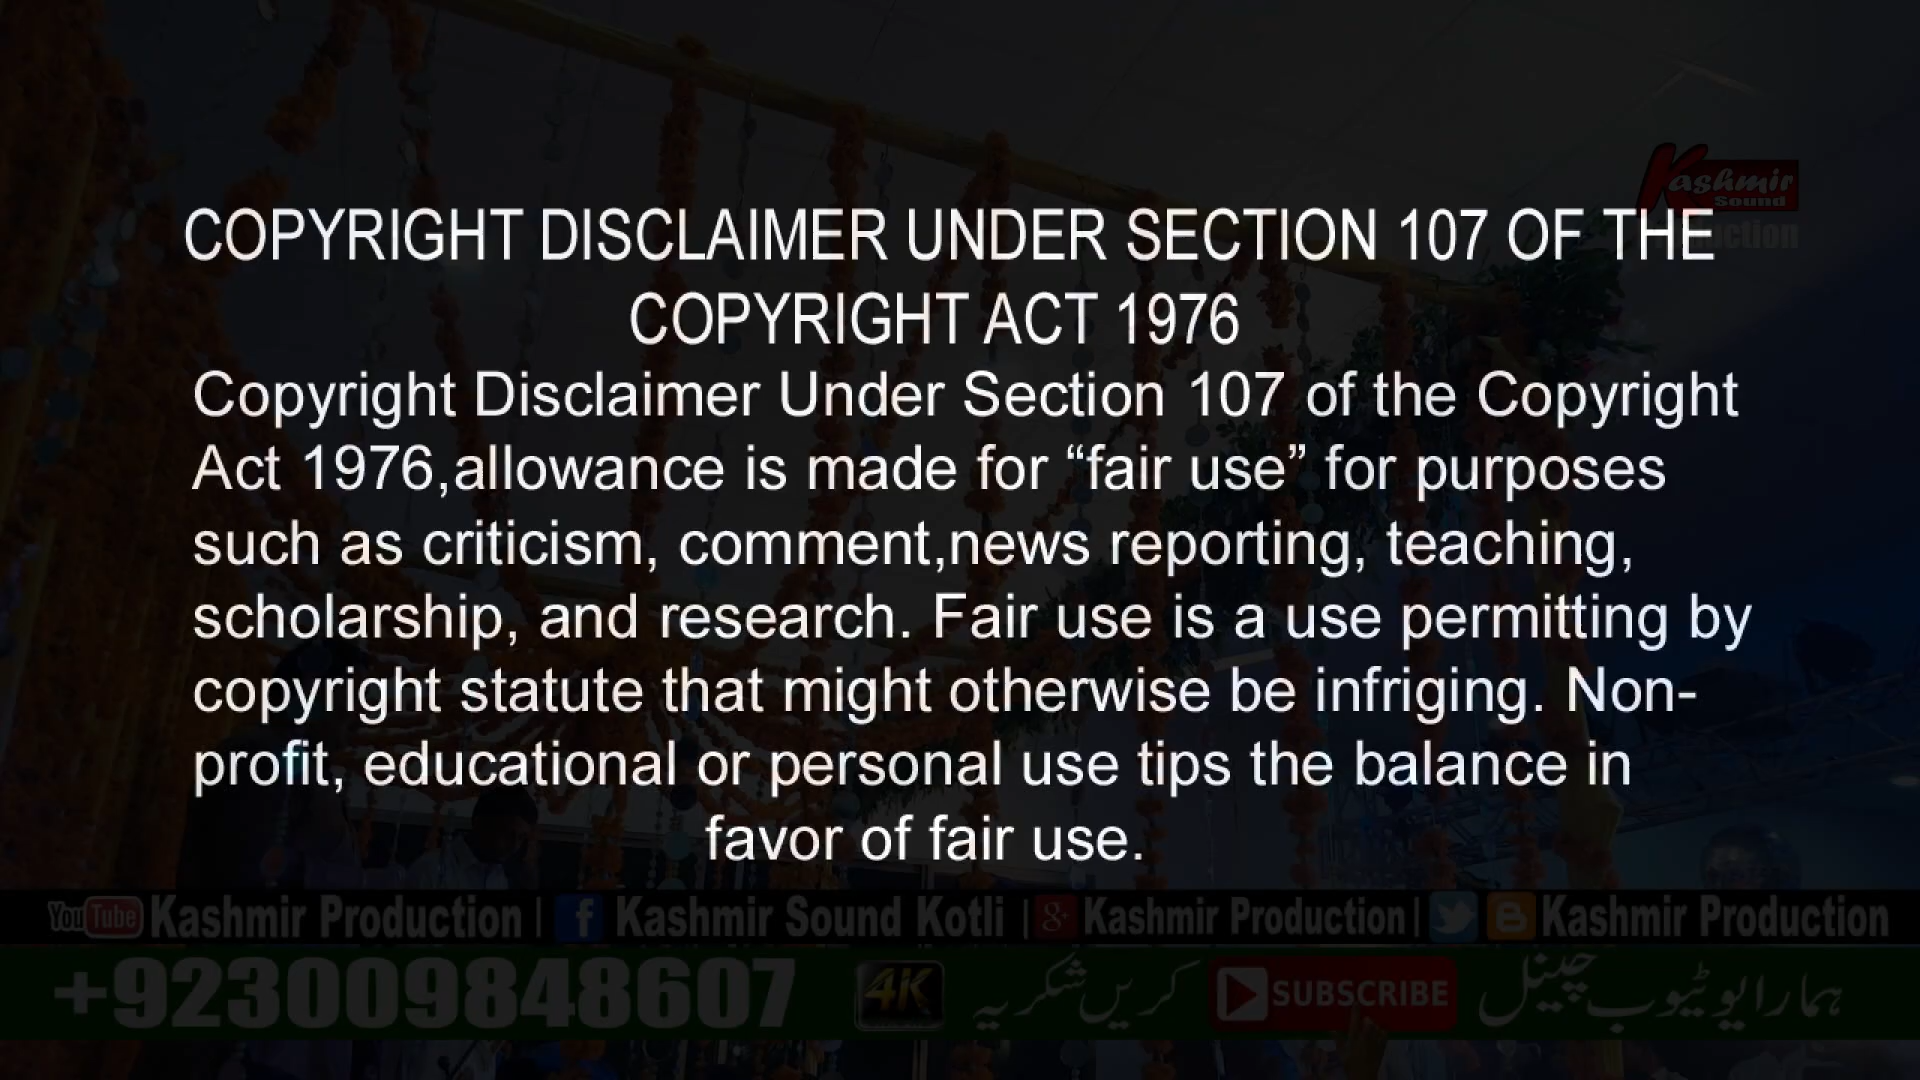 Kashmir
Sound
COPYRIGHT DISCLAIMER UNDER SECTION 107 OF THE
COPYRIGHT ACT 1976
Copyright Disclaimer Under Section 107 of the Copyright
Act 1976,allowance is made for “fair use” for purposes
such as criticism, comment,news reporting, teaching,
scholarship, and research. Fair use is a use permitting by
copyright statute that might otherwise be infriging. Non-
profit, educational or personal use tips the balance in
favor of fair use.
You Tube Kashmir Production | f Kashmir Sound Kotli | g+ Kashmir Production | Kashmir Production
+923009848607 4K ہمارا یوٹیوب چینل SUBSCRIBE کریں شکریہ